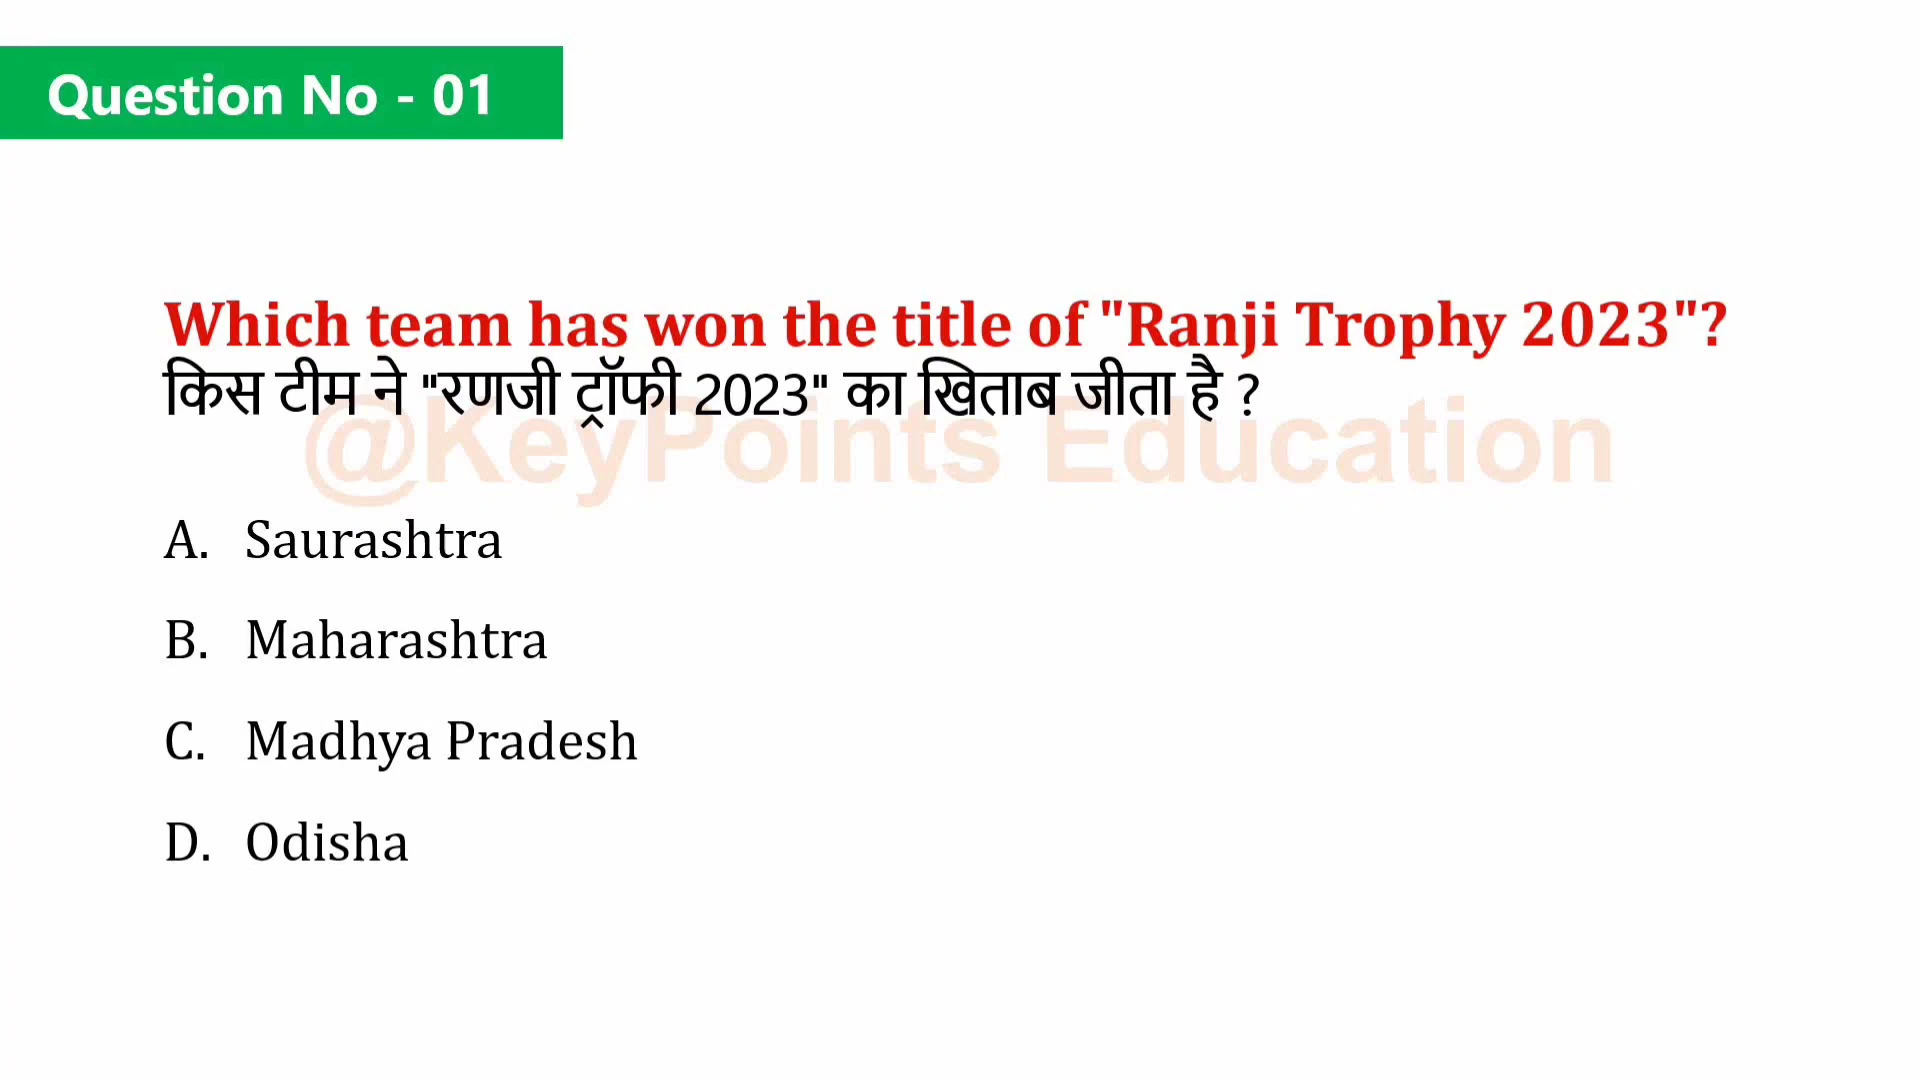 Question No - 01
Which team has won the title of "Ranji Trophy 2023"?
किस टीम ने "रणजी ट्रॉफी 2023" का खिताब जीता है ?
@KeyPoints Education
A. Saurashtra
B. Maharashtra
C. Madhya Pradesh
D. Odisha